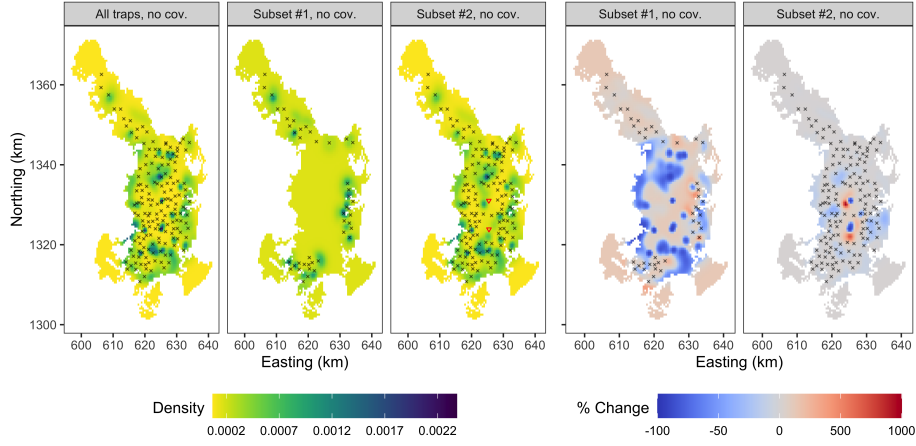 All traps, no cov. Subset #1, no cov. Subset #2, no cov. Subset #1, no cov. Subset #2, no cov.
1360
1340
1320
1300
Northing (km)
600 610 620 630 640 600 610 620 630 640 600 610 620 630 640 600 610 620 630 640 600 610 620 630 640
Easting (km) Easting (km)
Density % Change
0.0002 0.0007 0.0012 0.0017 0.0022 -100 -50 0 500 1000